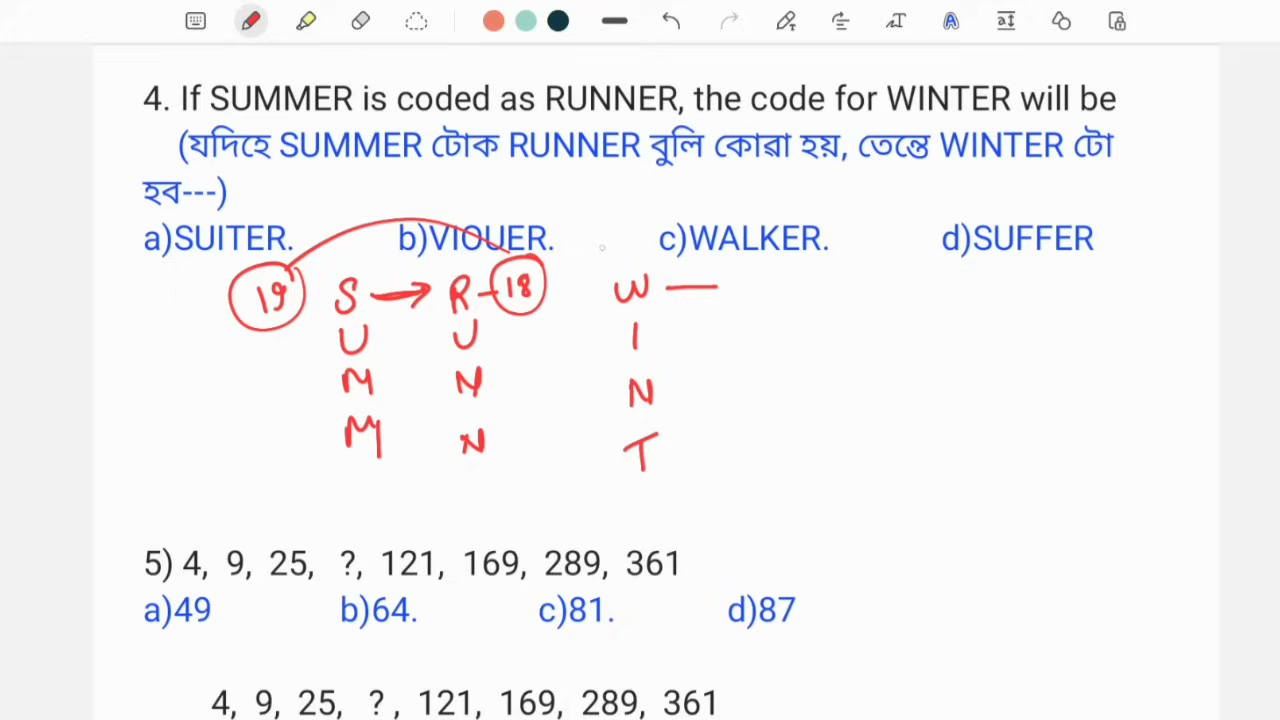 4. If SUMMER is coded as RUNNER, the code for WINTER will be
(যদিহে SUMMER টোক RUNNER বুলি কোৱা হয়, তেন্তে WINTER টো
হব---)
a)SUITER. b)VIOUER. c)WALKER. d)SUFFER
19 S → R - 18 W —
U U I
M N N
M N T
5) 4, 9, 25, ?, 121, 169, 289, 361
a)49 b)64. c)81. d)87
4, 9, 25, ? , 121, 169, 289, 361